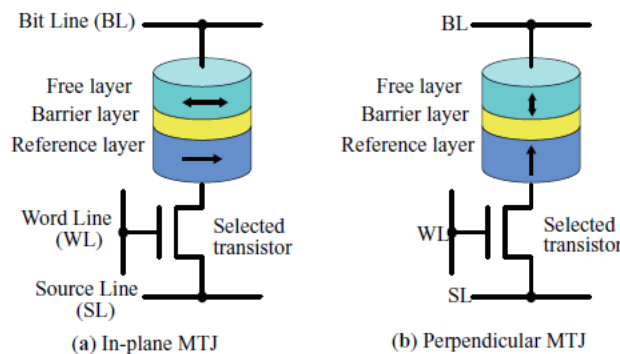 Bit Line (BL)
Free layer
Barrier layer
Reference layer
Word Line
(WL)
Selected
transistor
Source Line
(SL)
(a) In-plane MTJ
BL
Free layer
Barrier layer
Reference layer
WL
Selected
transistor
SL
(b) Perpendicular MTJ